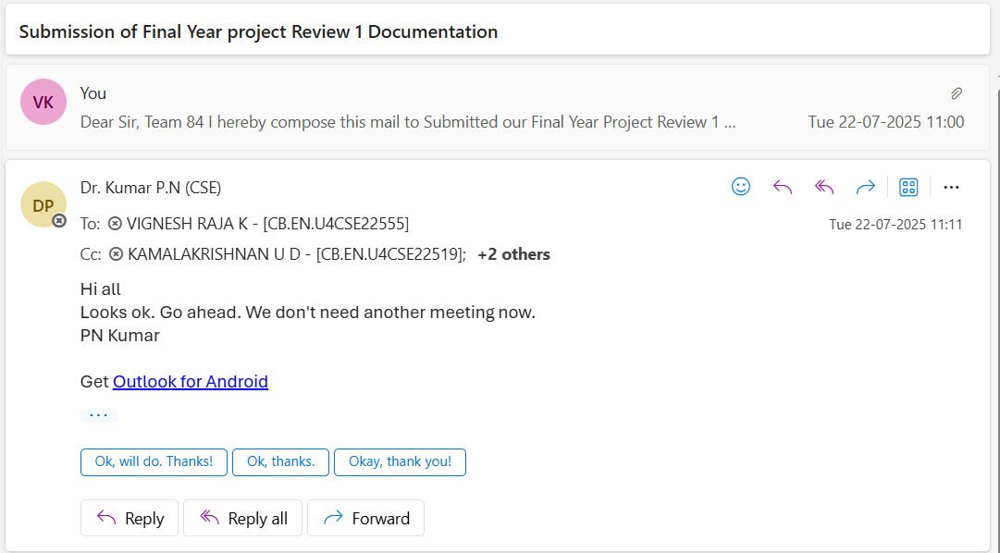 Submission of Final Year project Review 1 Documentation
VK
You
Dear Sir, Team 84 I hereby compose this mail to Submitted our Final Year Project Review 1 ...
Tue 22-07-2025 11:00
DP
Dr. Kumar P.N (CSE)
To: VIGNESH RAJA K - [CB.EN.U4CSE22555]
Tue 22-07-2025 11:11
Cc: KAMALAKRISHNAN U D - [CB.EN.U4CSE22519]; +2 others
Hi all
Looks ok. Go ahead. We don't need another meeting now.
PN Kumar
Get Outlook for Android
...
Ok, will do. Thanks!
Ok, thanks.
Okay, thank you!
Reply
Reply all
Forward